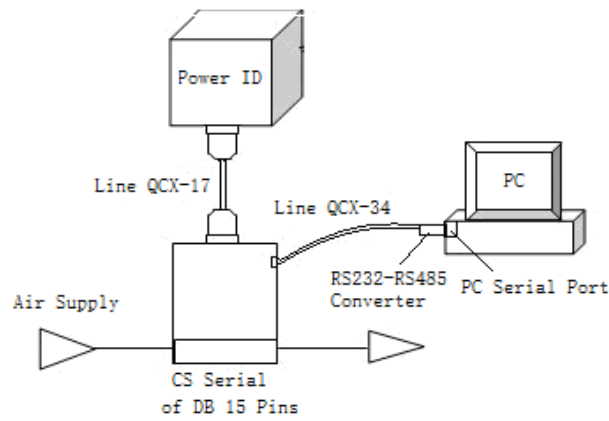 Power ID
PC
Line QCX-17
Line QCX-34
RS232-RS485
Converter
PC Serial Port
Air Supply
CS Serial
of DB 15 Pins